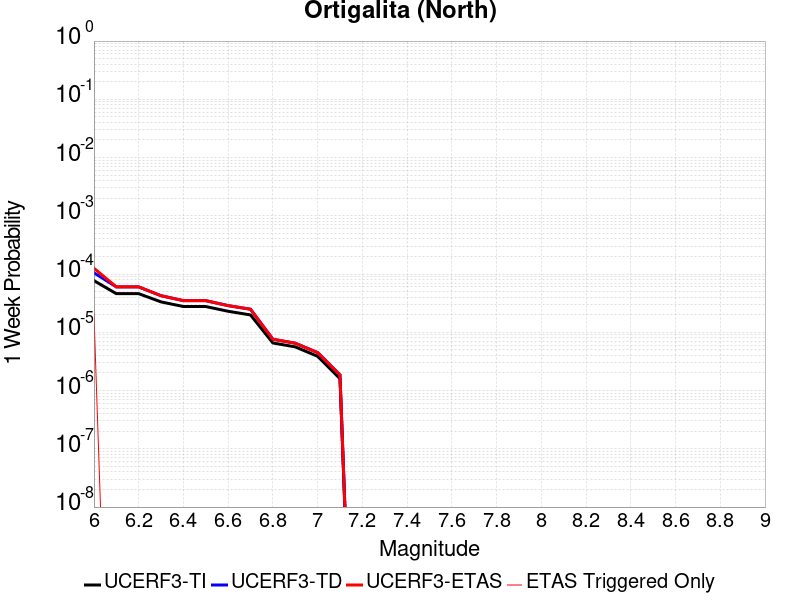 Ortigalita (North)
10^0
10^-1
10^-2
10^-3
10^-4
10^-5
10^-6
10^-7
10^-8
1 Week Probability
6 6.2 6.4 6.6 6.8 7 7.2 7.4 7.6 7.8 8 8.2 8.4 8.6 8.8 9
Magnitude
UCERF3-TI UCERF3-TD UCERF3-ETAS ETAS Triggered Only